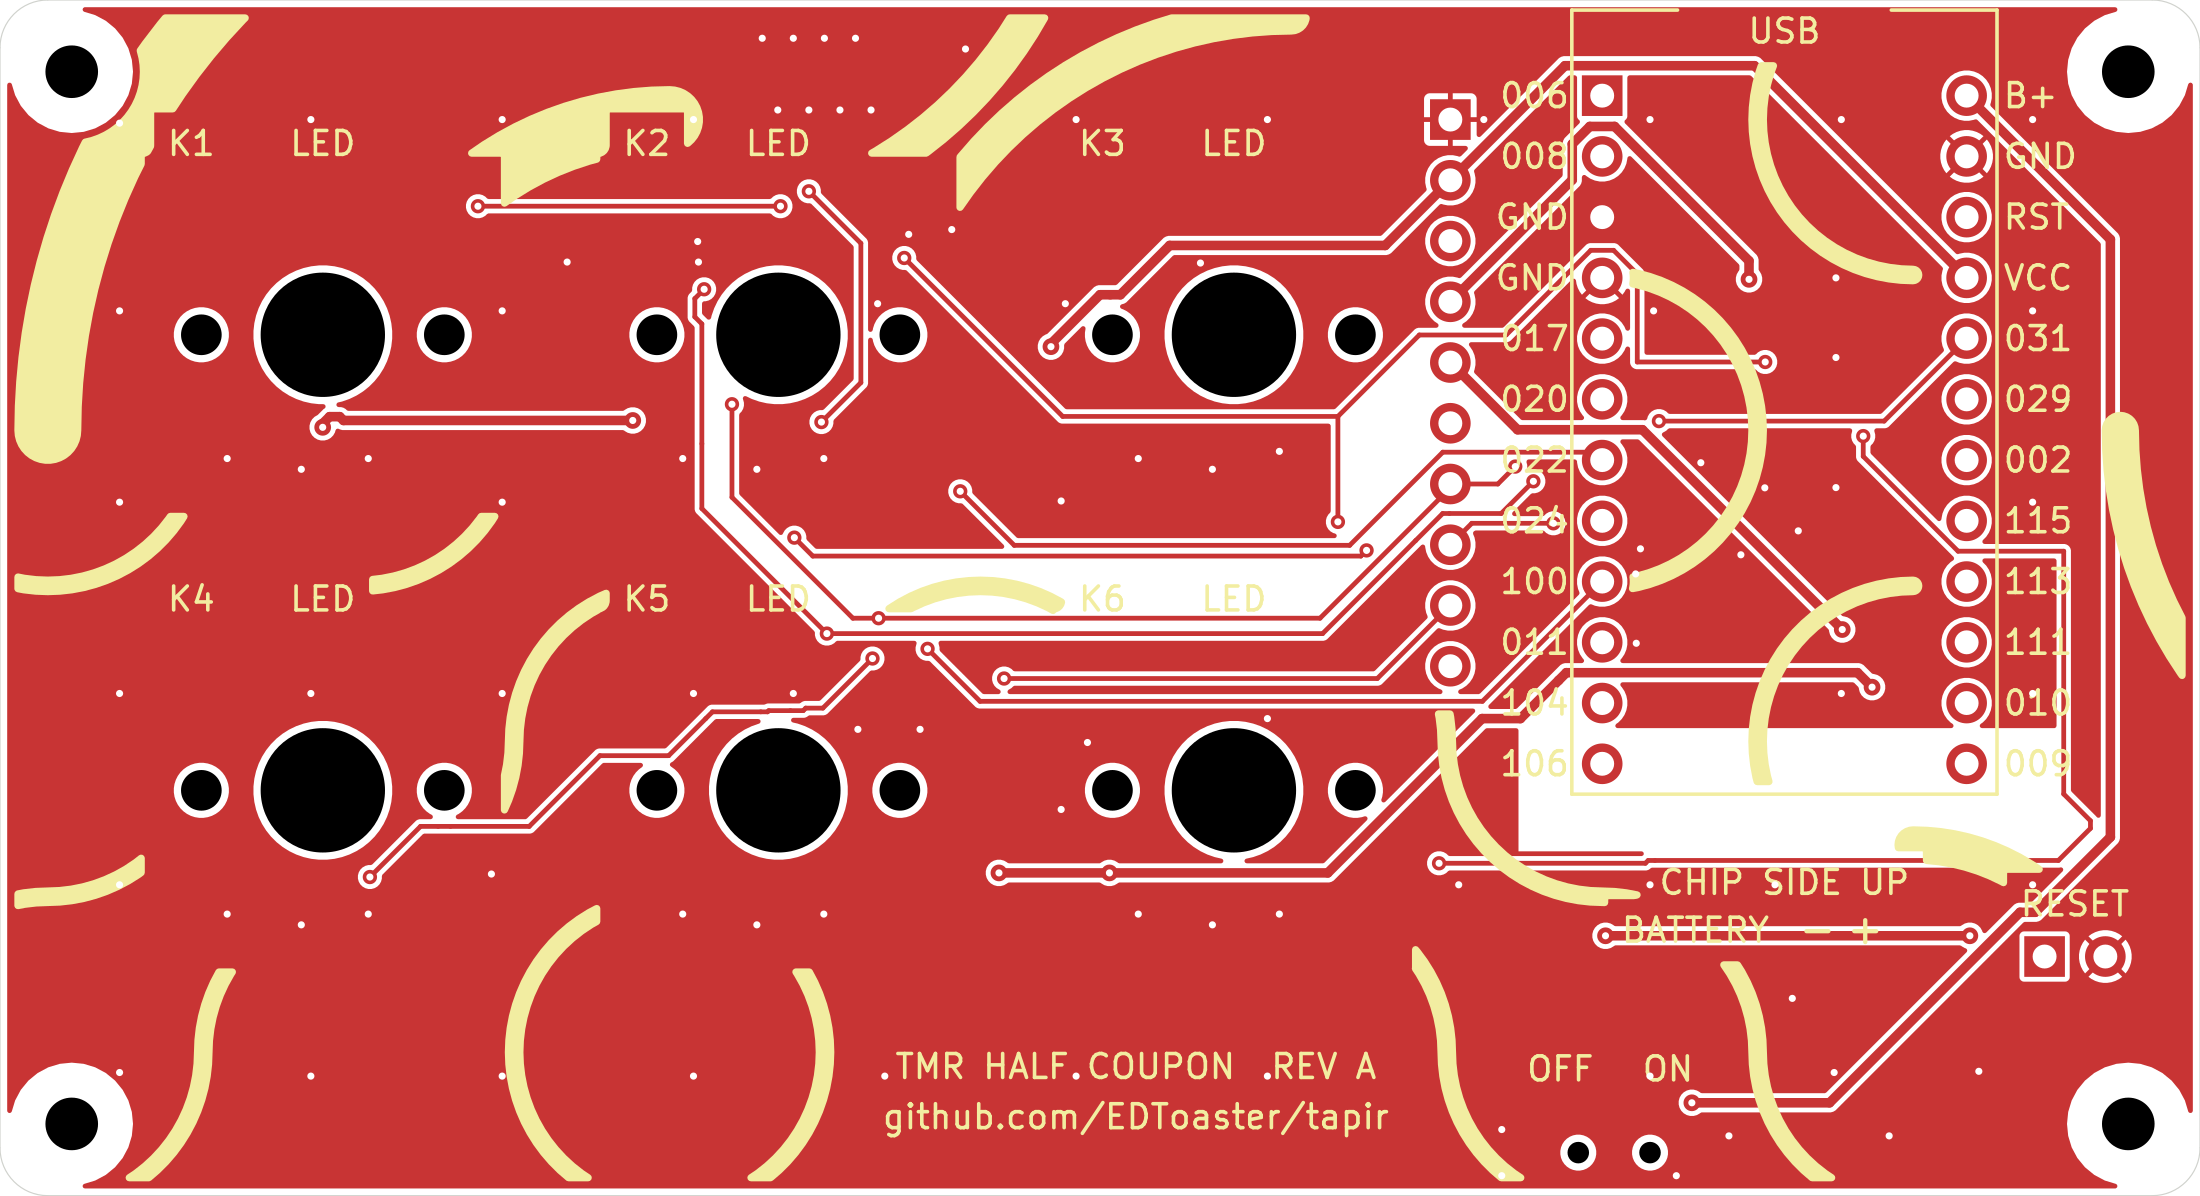 USB
006 B+
K1 LED K2 LED K3 LED 008 GND
GND RST
GND VCC
017 031
020 029
022 002
024 115
K4 LED K5 LED K6 LED 100 113
011 111
104 010
106 009
CHIP SIDE UP
RESET
BATTERY - +
TMR HALF COUPON REV A OFF ON
github.com/EDToaster/tapir